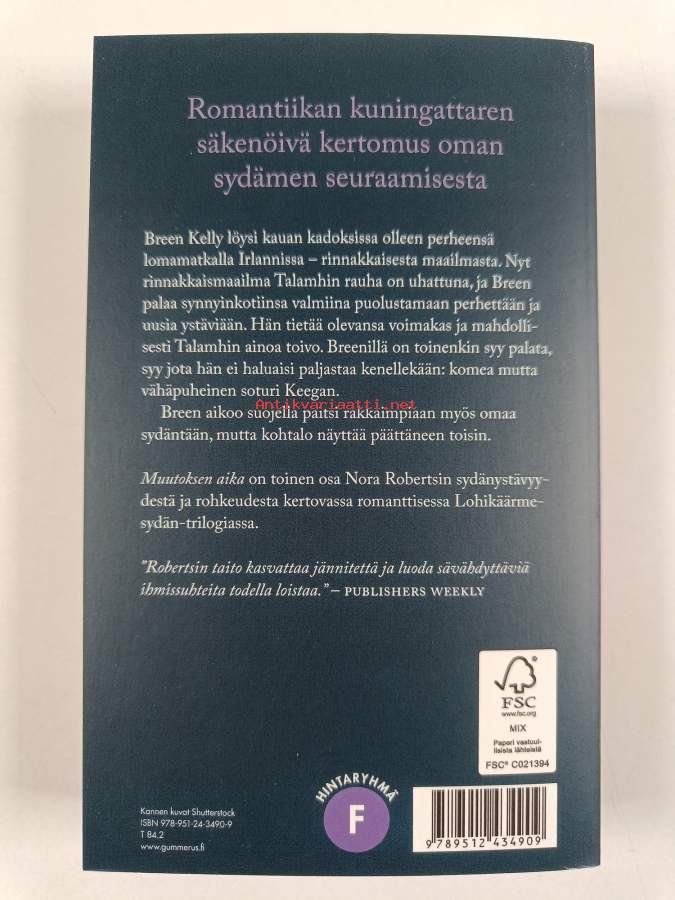 Romantiikan kuningattaren
säkenöivä kertomus oman
sydämen seuraamisesta
Breen Kelly löysi kauan kadoksissa olleen perheensä
lomamatkalla Irlannissa – rinnakkaisesta maailmasta. Nyt
rinnakkaismaailma Talamhin rauha on uhattuna, ja Breen
palaa synnyinkotiinsa valmiina puolustamaan perhettään ja
uusia ystäviään. Hän tietää olevansa voimakas ja mahdolli-
sesti Talamhin ainoa toivo. Breenillä on toinenkin syy palata,
syy jota hän ei haluaisi paljastaa kenellekään: komea mutta
vähäpuheinen soturi Keegan.
Antikvariaatti.net
Breen aikoo suojella paitsi rakkaimpiaan myös omaa
sydäntään, mutta kohtalo näyttää päättäneen toisin.
Muutoksen aika on toinen osa Nora Robertsin sydänystävyy-
destä ja rohkeudesta kertovassa romanttisessa Lohikäärme-
sydän-trilogiassa.
"Robertsin taito kasvattaa jännitettä ja luoda sävähdyttäviä
ihmissuhteita todella loistaa." – PUBLISHERS WEEKLY
FSC
www.fsc.org
MIX
Paperi vastuul-
lisista lähteistä
FSC® C021394
HINTARYHMÄ
F
Kannen kuvat Shutterstock
ISBN 978-951-24-3490-9
T 84.2
www.gummerus.fi
9 789512 434909